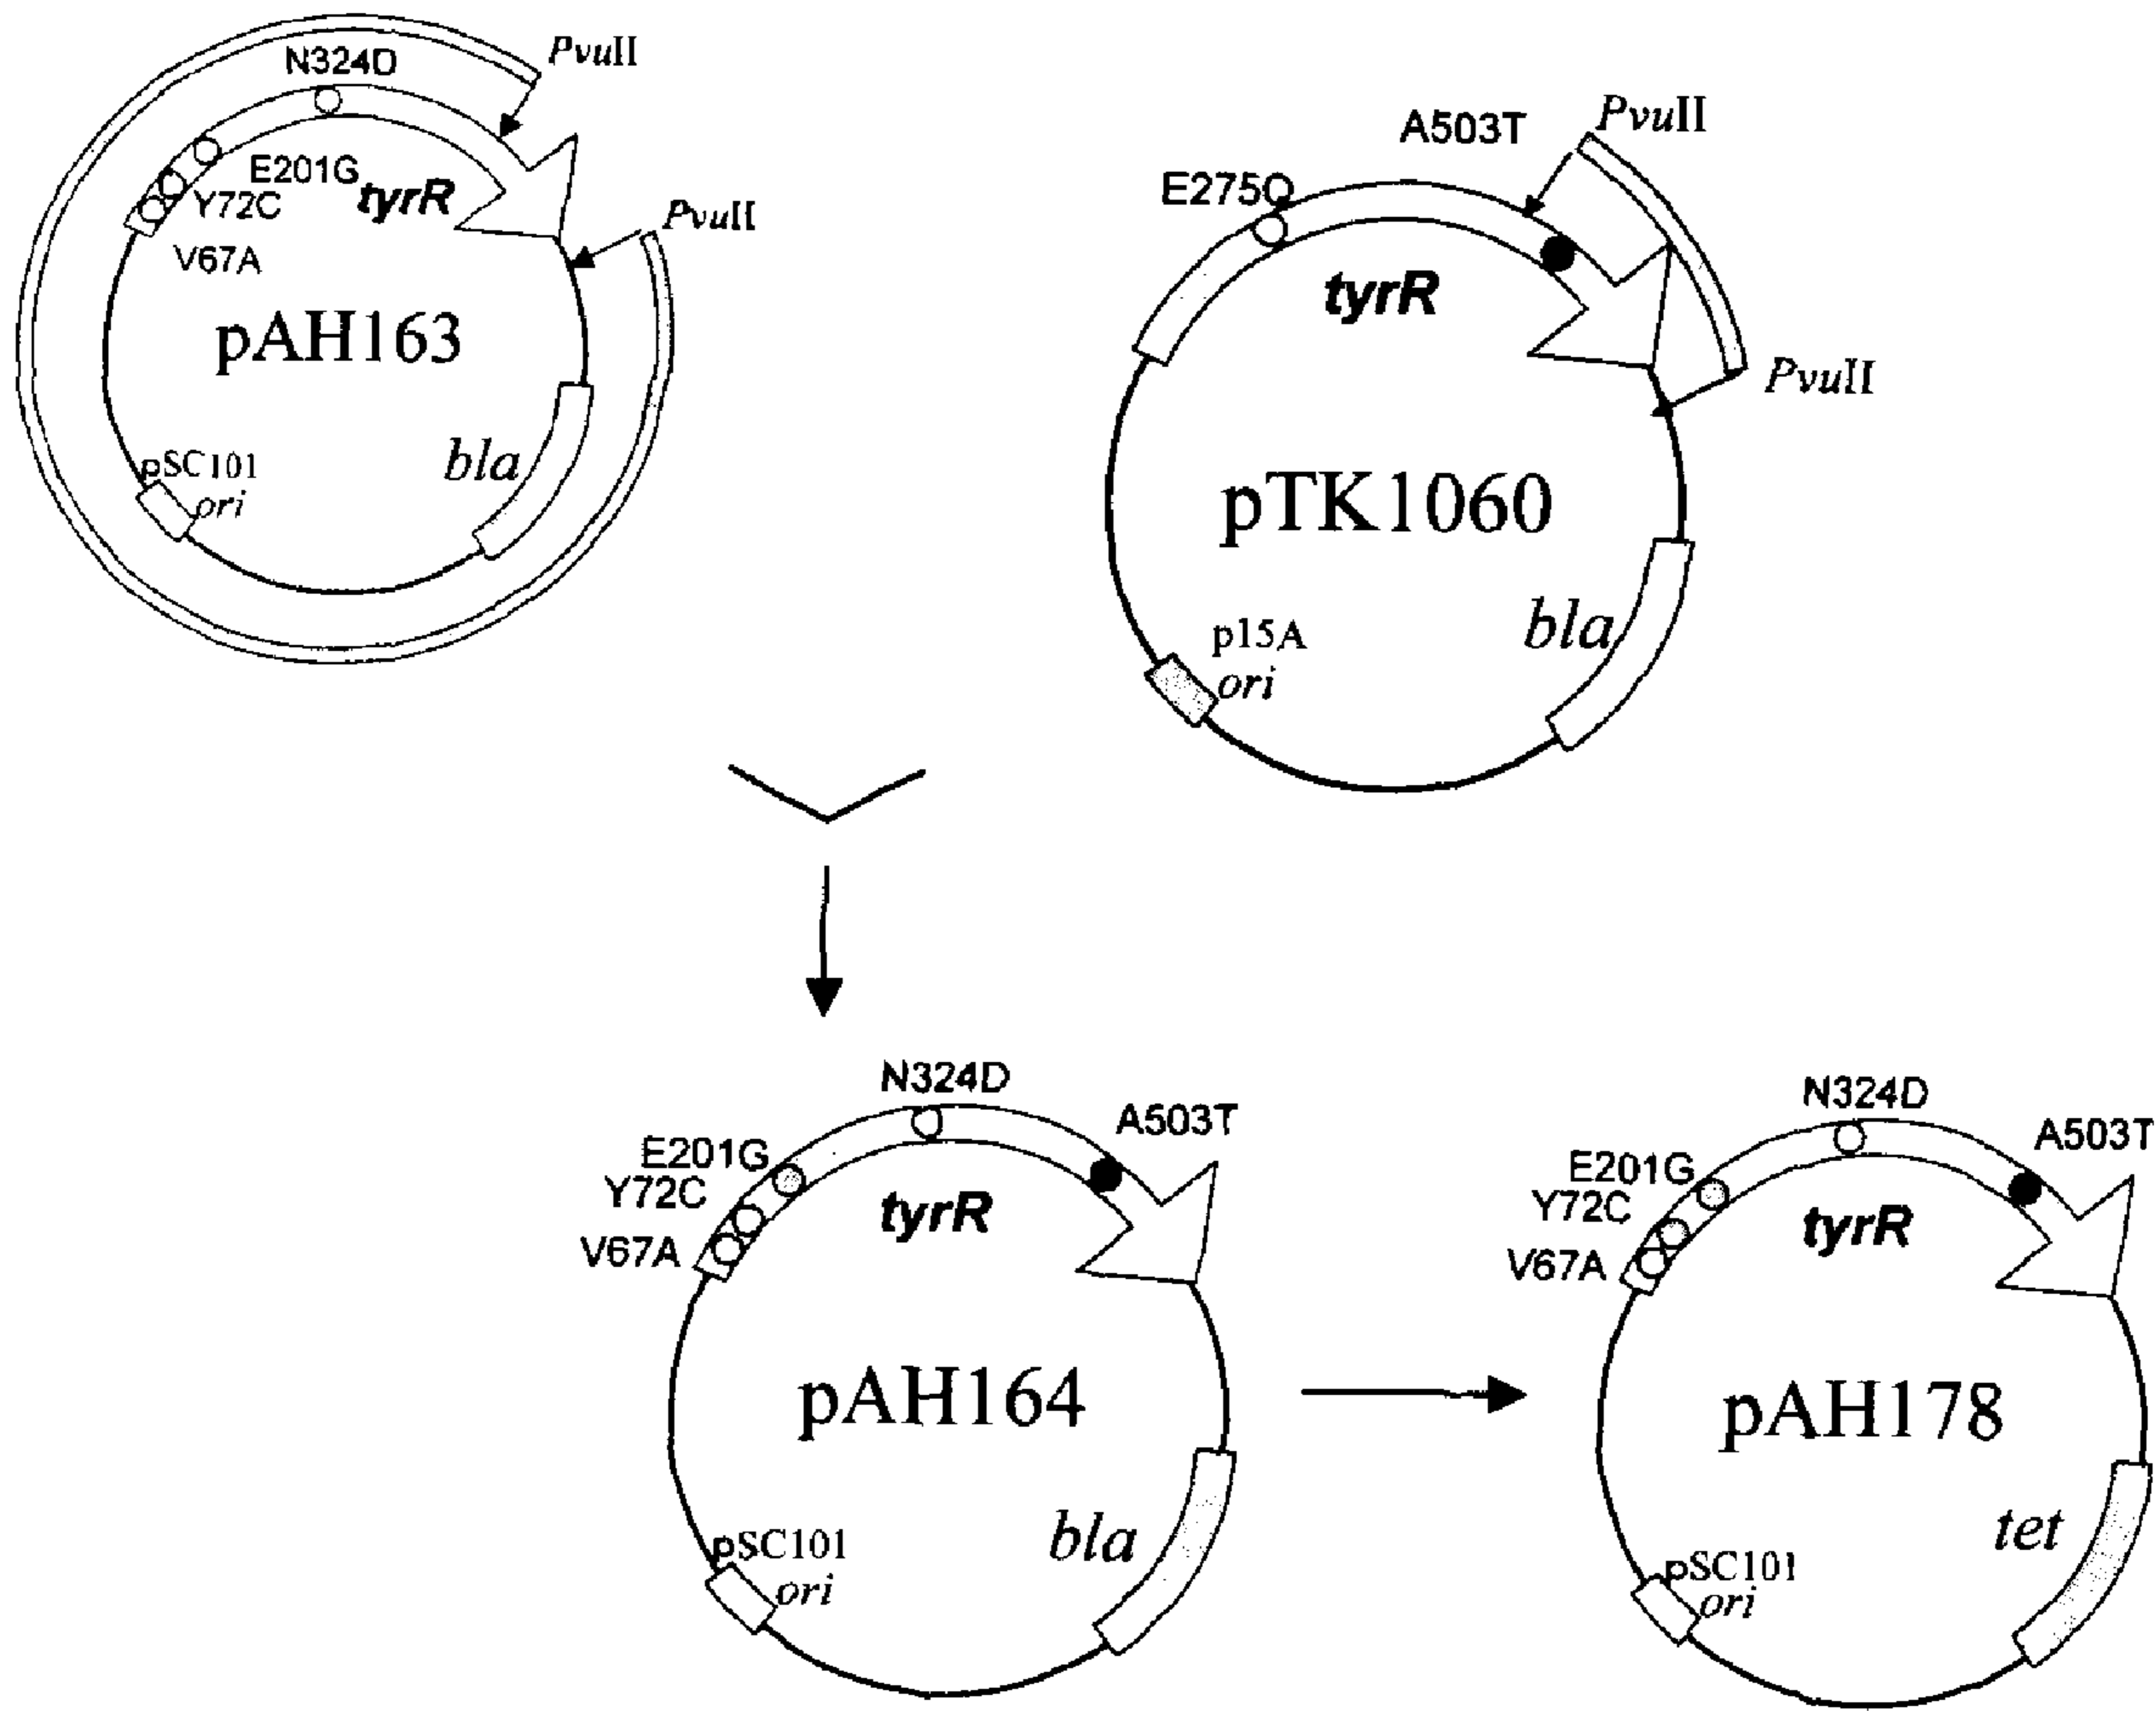 PvuII
N324D
E201G
tyrR
Y72C
PvuII
V67A
pAH163
bla
pSC101
ori
PvuII
A503T
E275Q
tyrR
PvuII
pTK1060
bla
p15A
ori
N324D
A503T
E201G
Y72C
tyrR
V67A
pAH164
bla
pSC101
ori
N324D
A503T
E201G
Y72C
tyrR
V67A
pAH178
tet
pSC101
ori